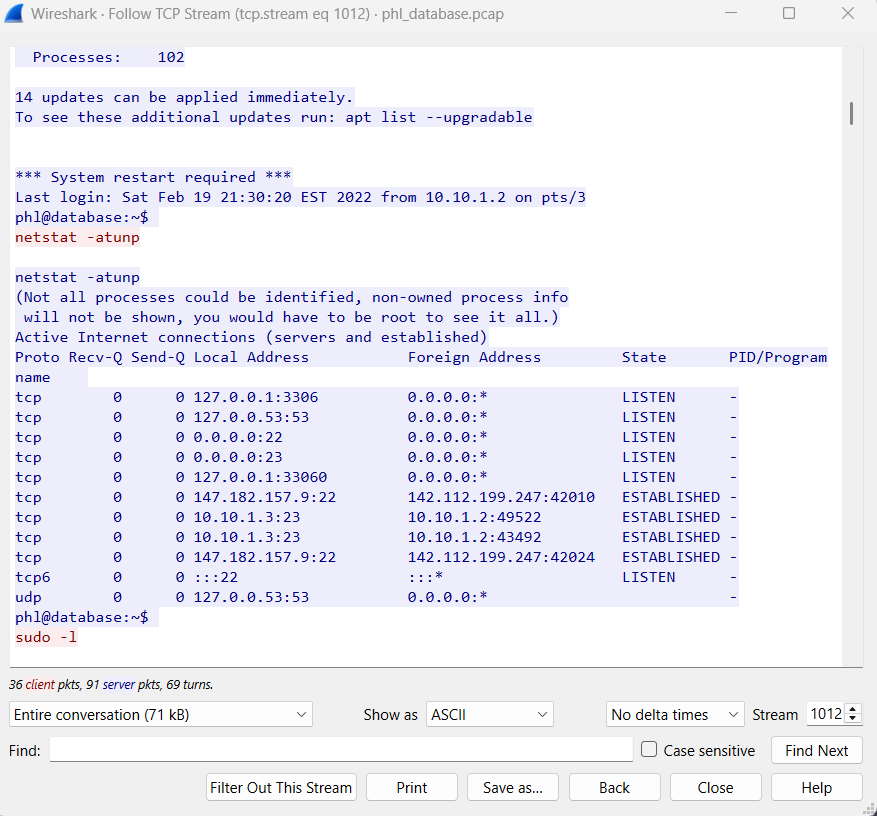 Wireshark · Follow TCP Stream (tcp.stream eq 1012) · phl_database.pcap
Processes: 102
14 updates can be applied immediately.
To see these additional updates run: apt list --upgradable
*** System restart required ***
Last login: Sat Feb 19 21:30:20 EST 2022 from 10.10.1.2 on pts/3
phl@database:~$
netstat -atunp
netstat -atunp
(Not all processes could be identified, non-owned process info
will not be shown, you would have to be root to see it all.)
Active Internet connections (servers and established)
Proto Recv-Q Send-Q Local Address Foreign Address State PID/Program
name
tcp 0 0 127.0.0.1:3306 0.0.0.0:* LISTEN -
tcp 0 0 127.0.0.53:53 0.0.0.0:* LISTEN -
tcp 0 0 0.0.0.0:22 0.0.0.0:* LISTEN -
tcp 0 0 0.0.0.0:23 0.0.0.0:* LISTEN -
tcp 0 0 127.0.0.1:33060 0.0.0.0:* LISTEN -
tcp 0 0 147.182.157.9:22 142.112.199.247:42010 ESTABLISHED -
tcp 0 0 10.10.1.3:23 10.10.1.2:49522 ESTABLISHED -
tcp 0 0 10.10.1.3:23 10.10.1.2:43492 ESTABLISHED -
tcp 0 0 147.182.157.9:22 142.112.199.247:42024 ESTABLISHED -
tcp6 0 0 :::22 :::* LISTEN -
udp 0 0 127.0.0.53:53 0.0.0.0:* -
phl@database:~$
sudo -l
36 client pkts, 91 server pkts, 69 turns.
Entire conversation (71 kB) Show as ASCII No delta times Stream 1012
Find: Case sensitive Find Next
Filter Out This Stream Print Save as... Back Close Help